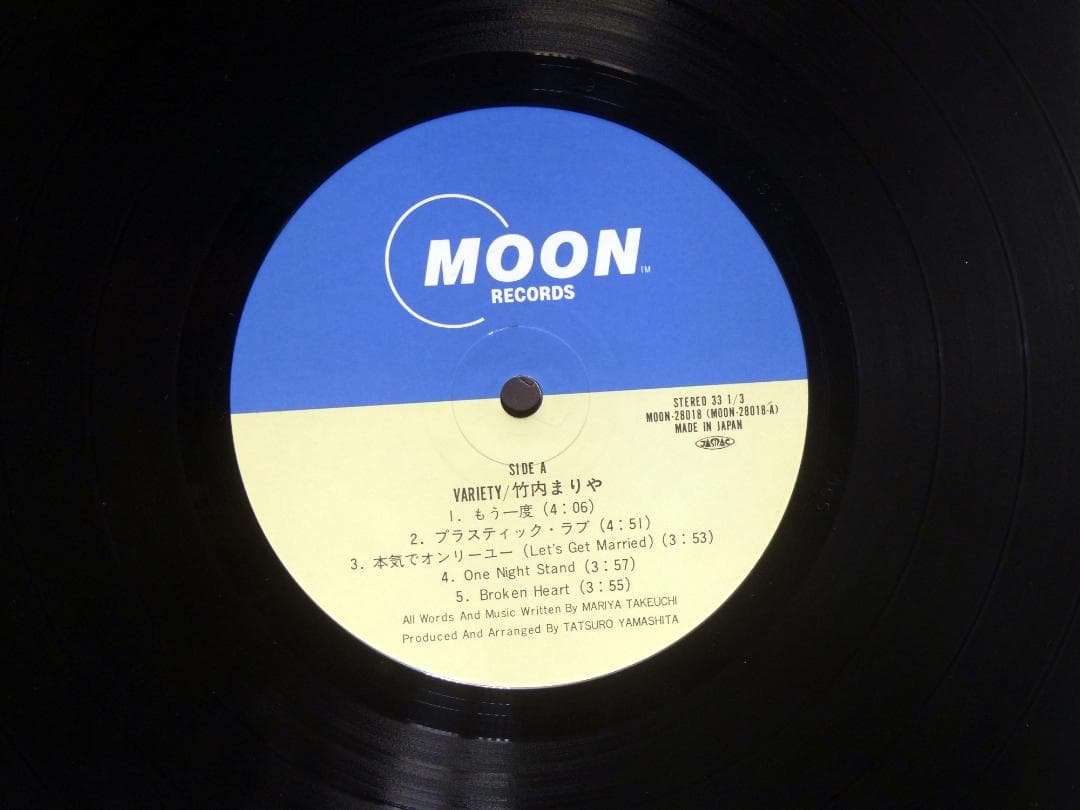 MOON TM
RECORDS
STEREO 33 1/3
MOON-28018 (MOON-28018-A)
MADE IN JAPAN
JASRAC
SIDE A
VARIETY/竹内まりや
1. もう一度 (4:06)
2. プラスティック・ラブ (4:51)
3. 本気でオンリーユー (Let's Get Married) (3:53)
4. One Night Stand (3:57)
5. Broken Heart (3:55)
All Words And Music Written By MARIYA TAKEUCHI
Produced And Arranged By TATSURO YAMASHITA